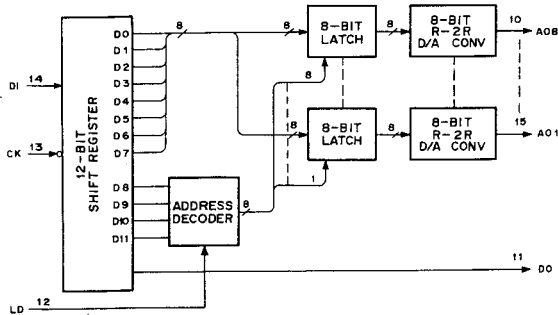 DI 14
CK 13
LD 12
12-BIT
SHIFT REGISTER
D0
D1
D2
D3
D4
D5
D6
D7
D8
D9
D10
D11
8
ADDRESS
DECODER
8
8
8-BIT
LATCH
8
8-BIT
R-2R
D/A CONV
10
AO8
8
8
8-BIT
LATCH
1
8
8-BIT
R-2R
D/A CONV
15
AO1
11
DO